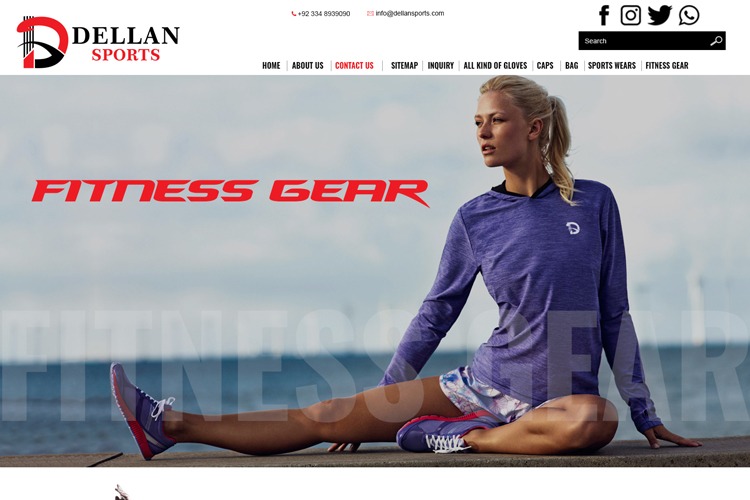 DELLAN
SPORTS
+92 334 8939090
info@dellansports.com
Search
HOME
ABOUT US
CONTACT US
SITEMAP
INQUIRY
ALL KIND OF GLOVES
CAPS
BAG
SPORTS WEARS
FITNESS GEAR
FITNESS GEAR
FITNESS GEAR